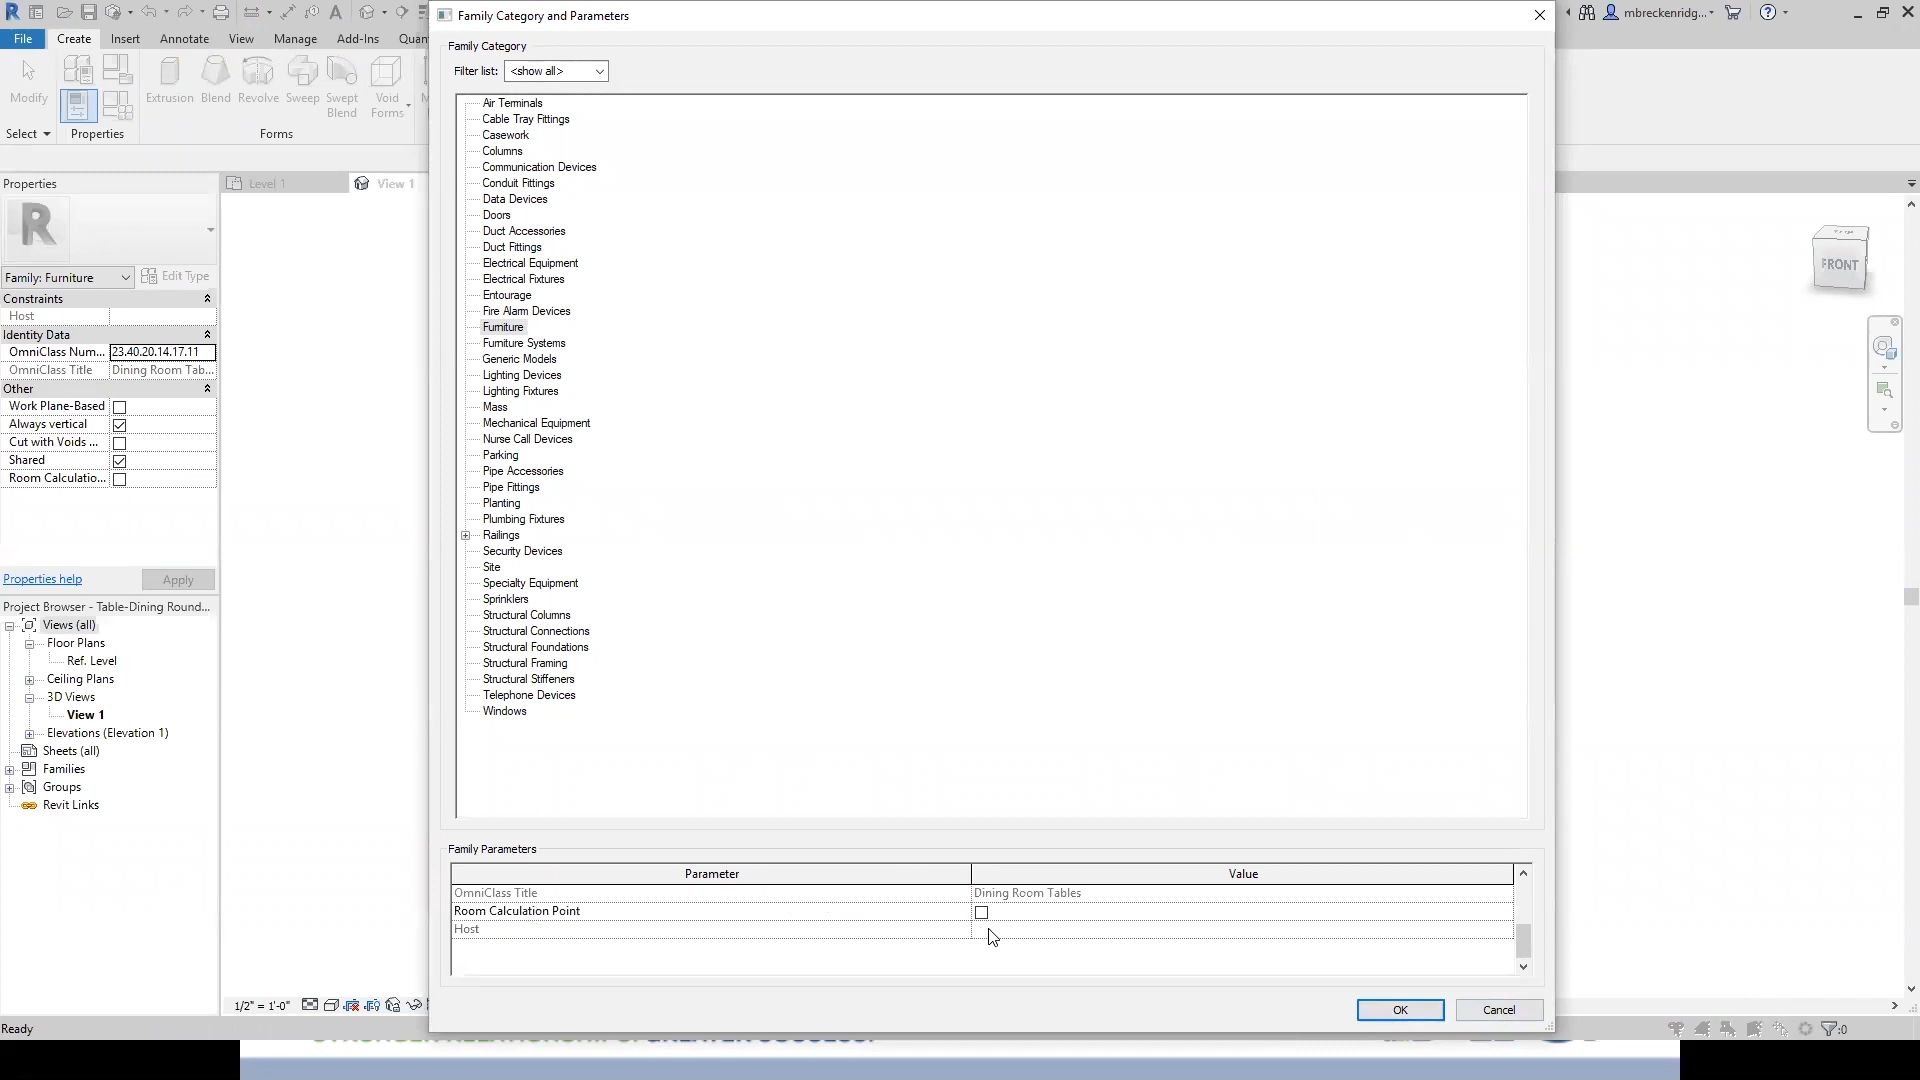 mbreckenridg...
File Create Insert Annotate View Manage Add-Ins Quan
Modify
Extrusion Blend Revolve Sweep Swept Blend Void Forms
Select Properties Forms
Properties
Level 1 View 1
Family: Furniture Edit Type
Constraints
Host
Identity Data
OmniClass Num... 23.40.20.14.17.11
OmniClass Title Dining Room Tab...
Other
Work Plane-Based
Always vertical
Cut with Voids ...
Shared
Room Calculatio...
Properties help Apply
Project Browser - Table-Dining Round...
Views (all)
Floor Plans
Ref. Level
Ceiling Plans
3D Views
View 1
Elevations (Elevation 1)
Sheets (all)
Families
Groups
Revit Links
Family Category and Parameters
Family Category
Filter list: <show all>
Air Terminals
Cable Tray Fittings
Casework
Columns
Communication Devices
Conduit Fittings
Data Devices
Doors
Duct Accessories
Duct Fittings
Electrical Equipment
Electrical Fixtures
Entourage
Fire Alarm Devices
Furniture
Furniture Systems
Generic Models
Lighting Devices
Lighting Fixtures
Mass
Mechanical Equipment
Nurse Call Devices
Parking
Pipe Accessories
Pipe Fittings
Planting
Plumbing Fixtures
Railings
Security Devices
Site
Specialty Equipment
Sprinklers
Structural Columns
Structural Connections
Structural Foundations
Structural Framing
Structural Stiffeners
Telephone Devices
Windows
Family Parameters
Parameter Value
OmniClass Title Dining Room Tables
Room Calculation Point
Host
OK Cancel
FRONT
1/2" = 1'-0"
Ready
:0